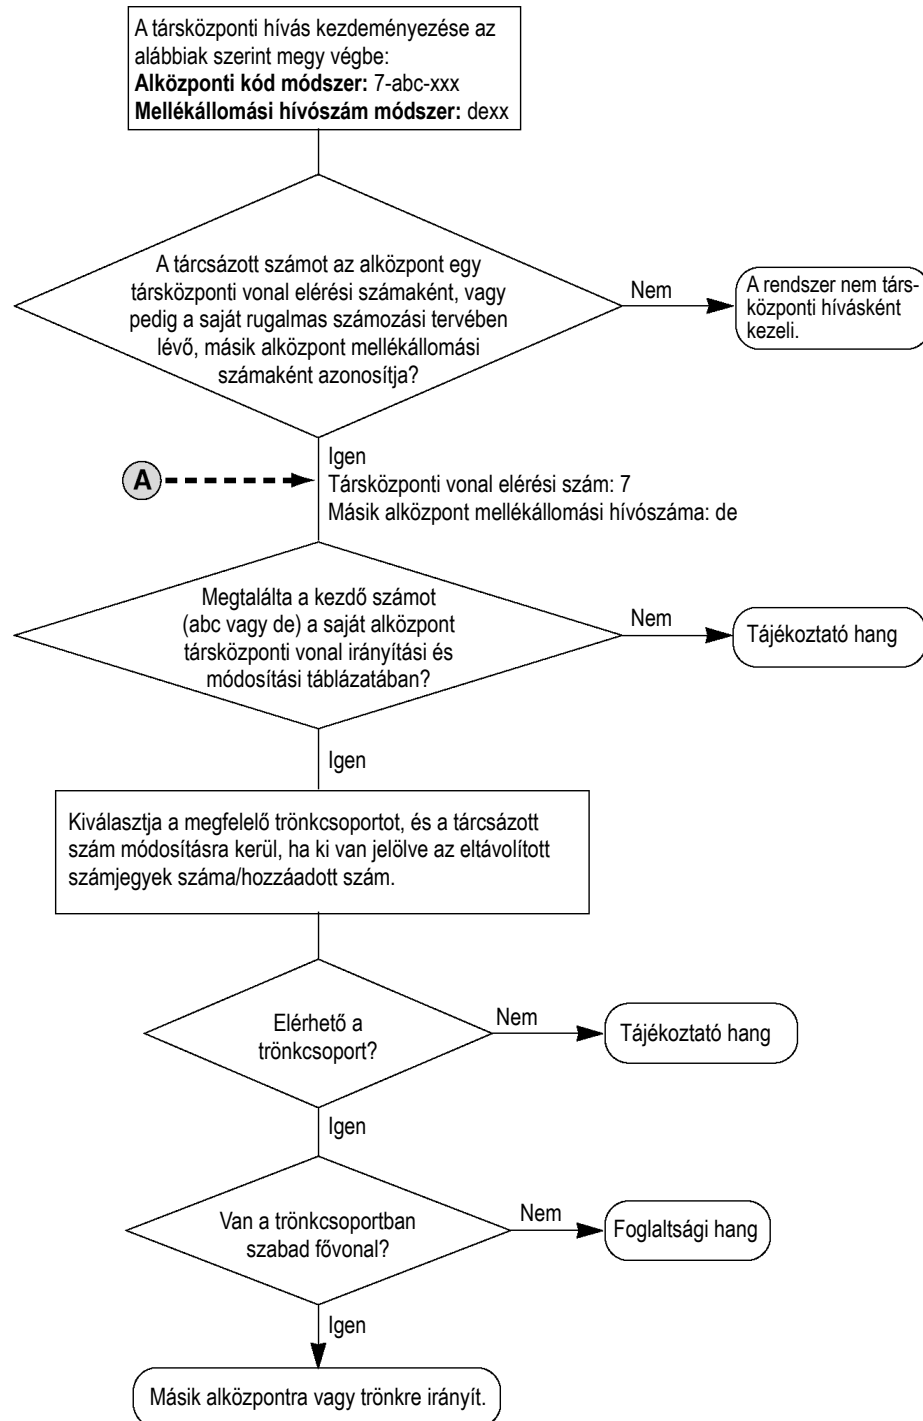 A társközponti hívás kezdeményezése az
alábbiak szerint megy végbe:
Alközponti kód módszer: 7-abc-xxx
Mellékállomási hívószám módszer: dexx
A tárcsázott számot az alközpont egy
társközponti vonal elérési számaként, vagy
pedig a saját rugalmas számozási tervében
lévő, másik alközpont mellékállomási
számaként azonosítja?
Nem
A rendszer nem társ-
központi hívásként
kezeli.
Igen
A
Társközponti vonal elérési szám: 7
Másik alközpont mellékállomási hívószáma: de
Megtalálta a kezdő számot
(abc vagy de) a saját alközpont
társközponti vonal irányítási és
módosítási táblázatában?
Nem
Tájékoztató hang
Igen
Kiválasztja a megfelelő trönkcsoportot, és a tárcsázott
szám módosításra kerül, ha ki van jelölve az eltávolított
számjegyek száma/hozzáadott szám.
Elérhető a
trönkcsoport?
Nem
Tájékoztató hang
Igen
Van a trönkcsoportban
szabad fővonal?
Nem
Foglaltsági hang
Igen
Másik alközpontra vagy trönkre irányít.